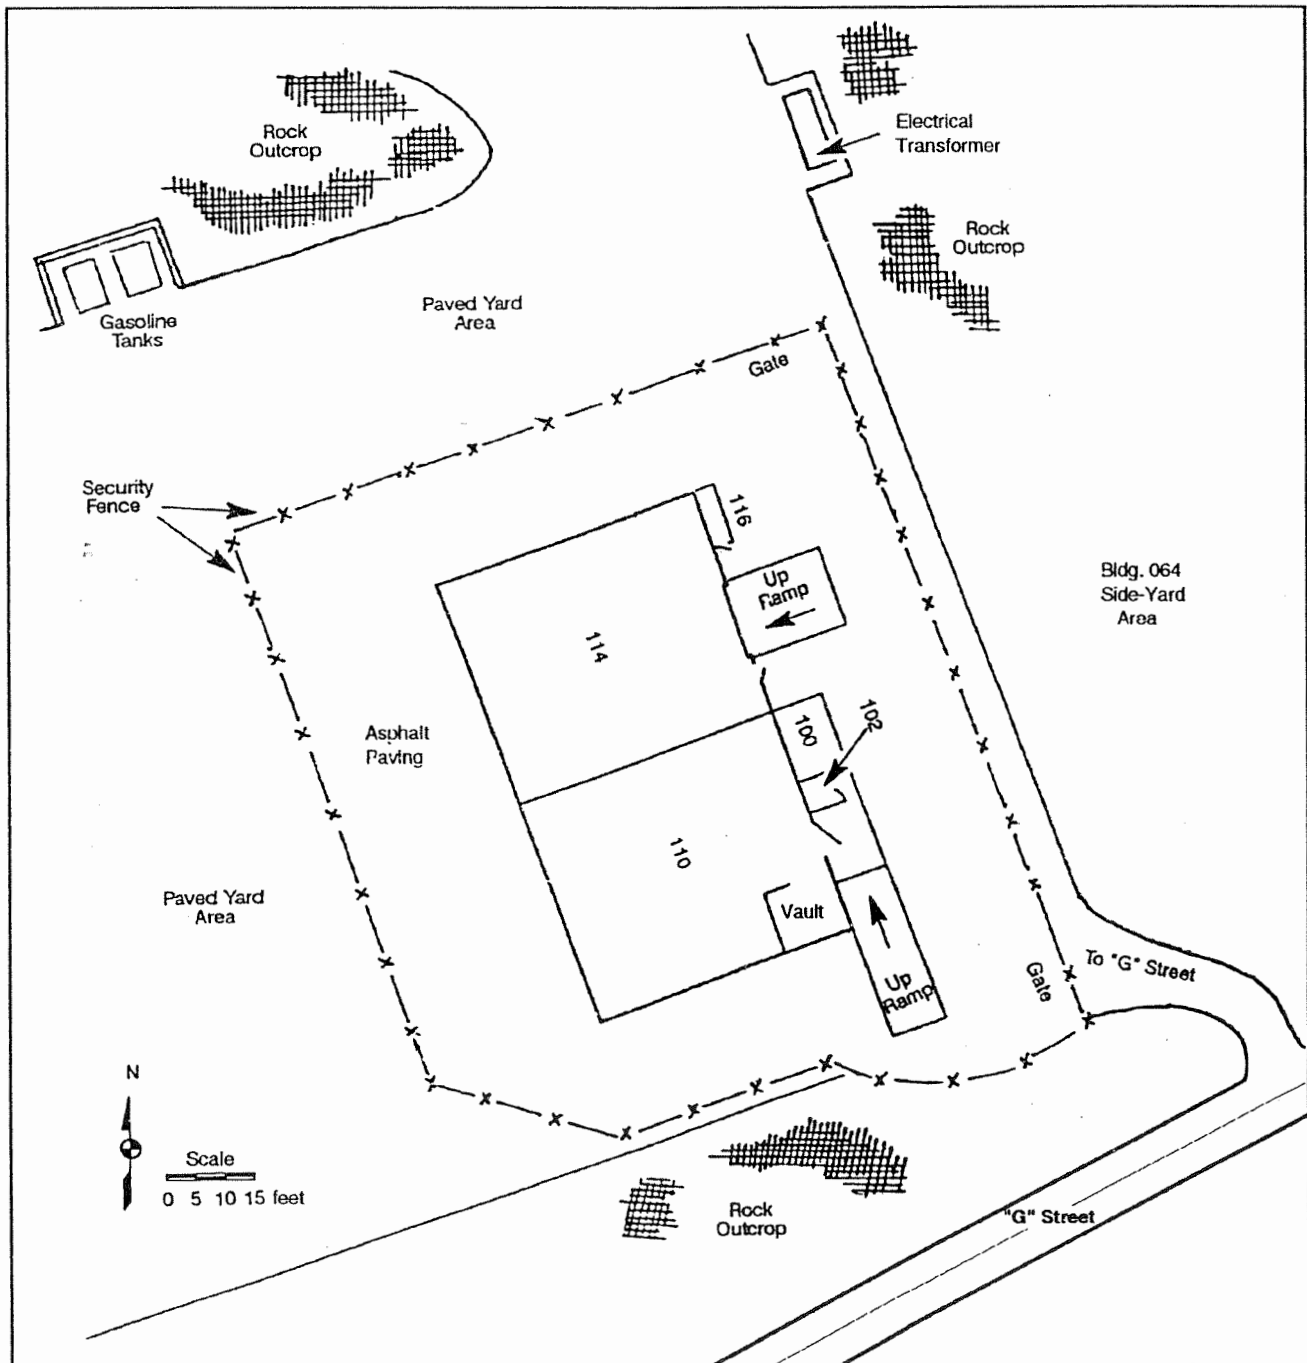 Rock
Outcrop
Electrical
Transformer
Rock
Outcrop
Gasoline
Tanks
Paved Yard
Area
Gate
Security
Fence
116
Up
Ramp
Bldg. 064
Side-Yard
Area
114
Asphalt
Paving
100
102
110
Paved Yard
Area
Vault
To "G" Street
Gate
Up
Ramp
N
Scale
0 5 10 15 feet
Rock
Outcrop
"G" Street